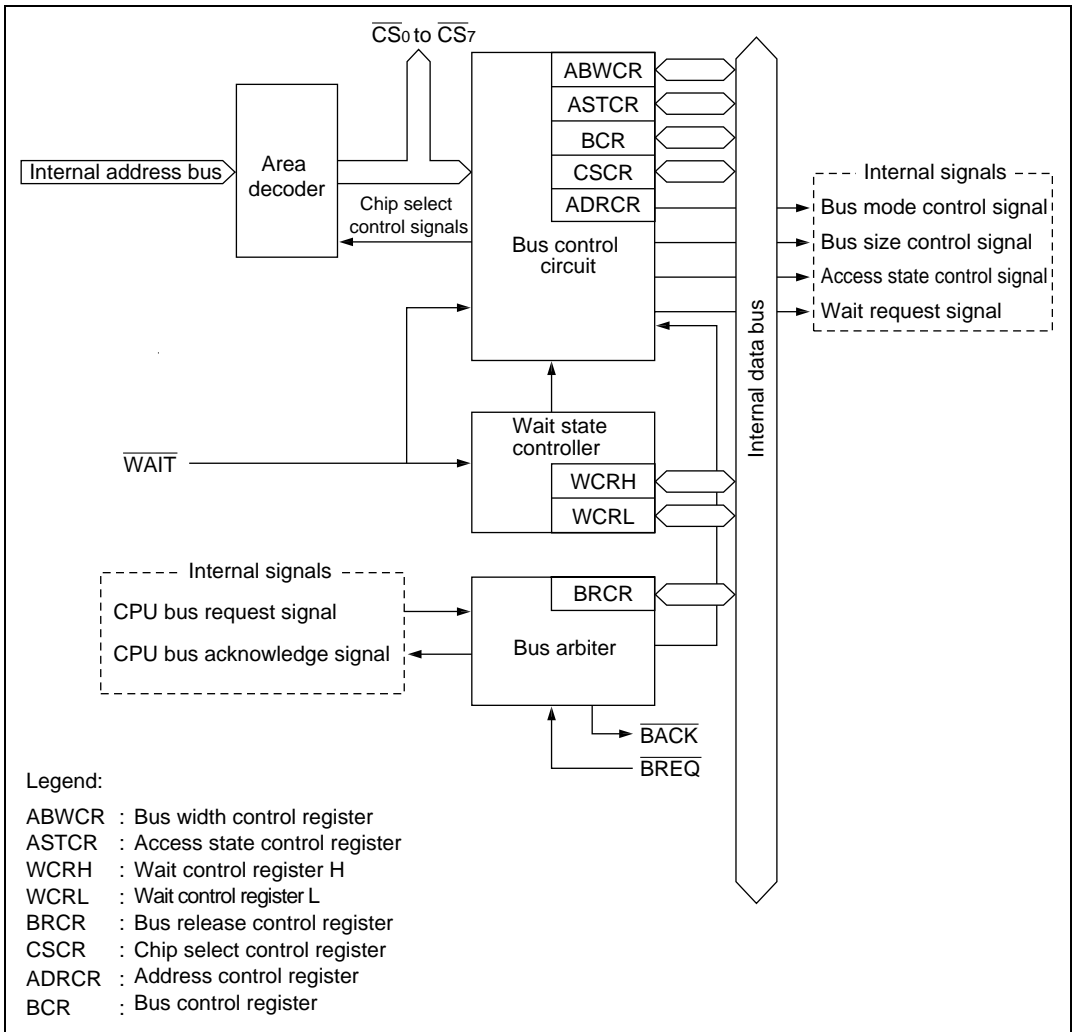 CS0 to CS7
ABWCR
ASTCR
BCR
CSCR
ADRCR
Bus control
circuit
Internal address bus
Area
decoder
Chip select
control signals
Internal signals
Bus mode control signal
Bus size control signal
Access state control signal
Wait request signal
Internal data bus
WAIT
Wait state
controller
WCRH
WCRL
Internal signals
CPU bus request signal
CPU bus acknowledge signal
BRCR
Bus arbiter
BACK
BREQ
Legend:
ABWCR : Bus width control register
ASTCR : Access state control register
WCRH : Wait control register H
WCRL : Wait control register L
BRCR : Bus release control register
CSCR : Chip select control register
ADRCR : Address control register
BCR : Bus control register